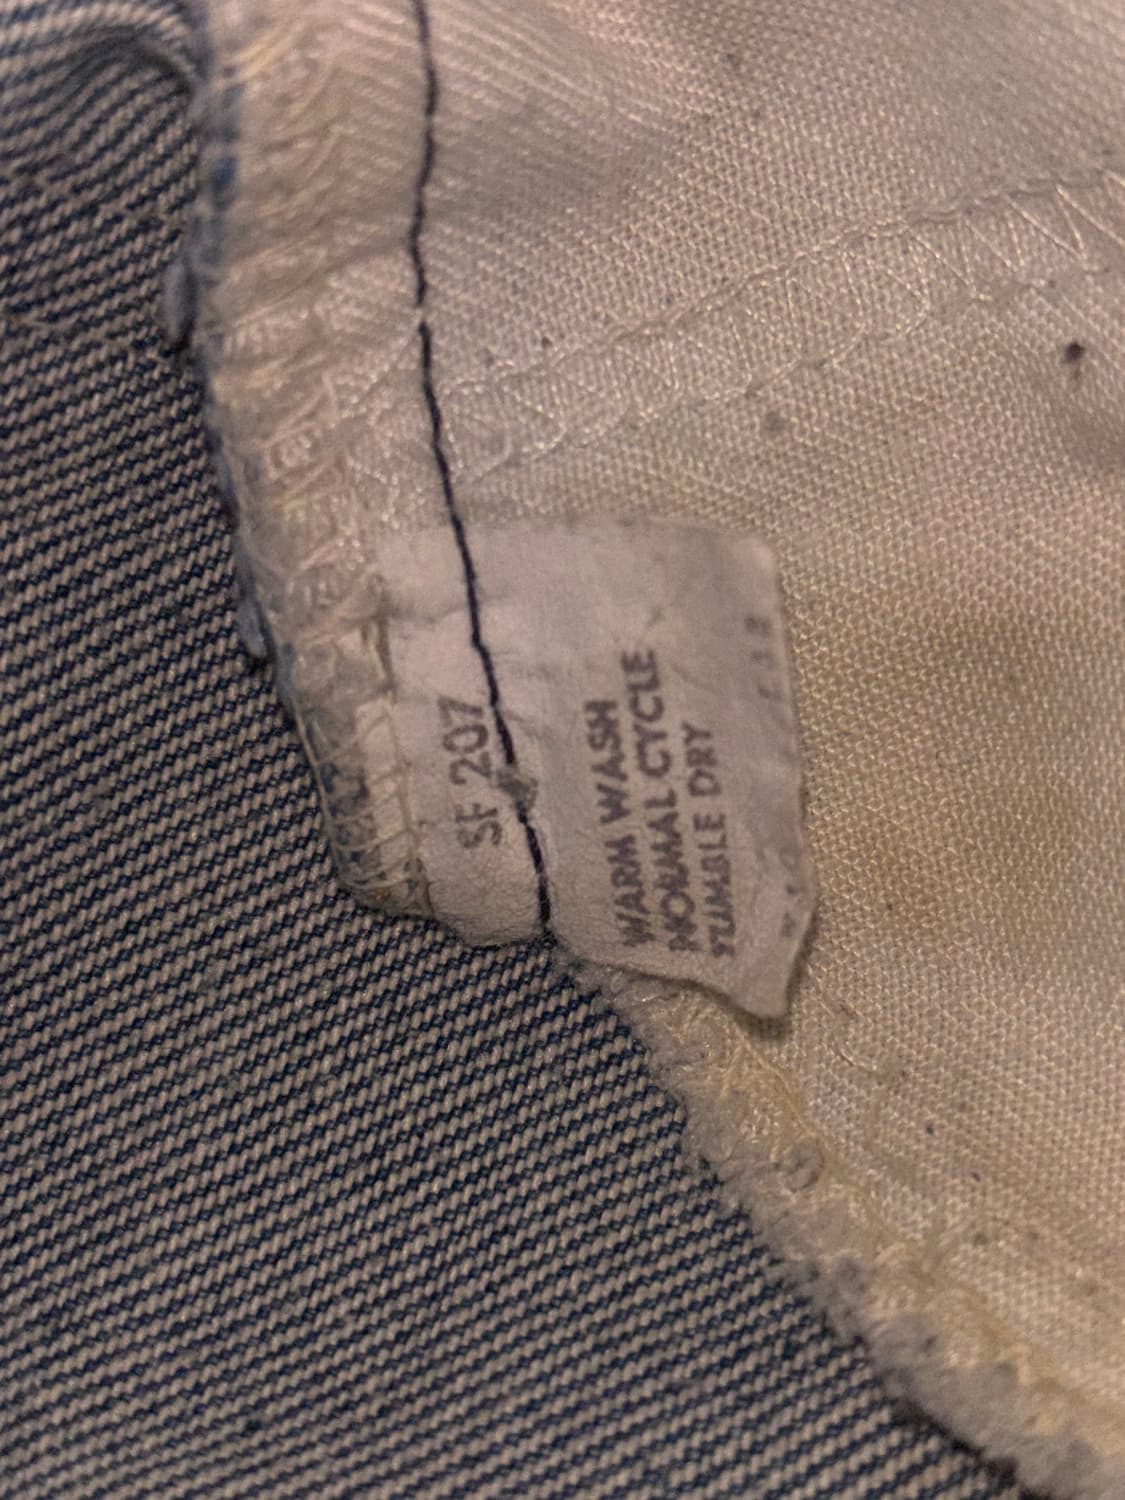 SF 207
WARM WASH
NORMAL CYCLE
TUMBLE DRY